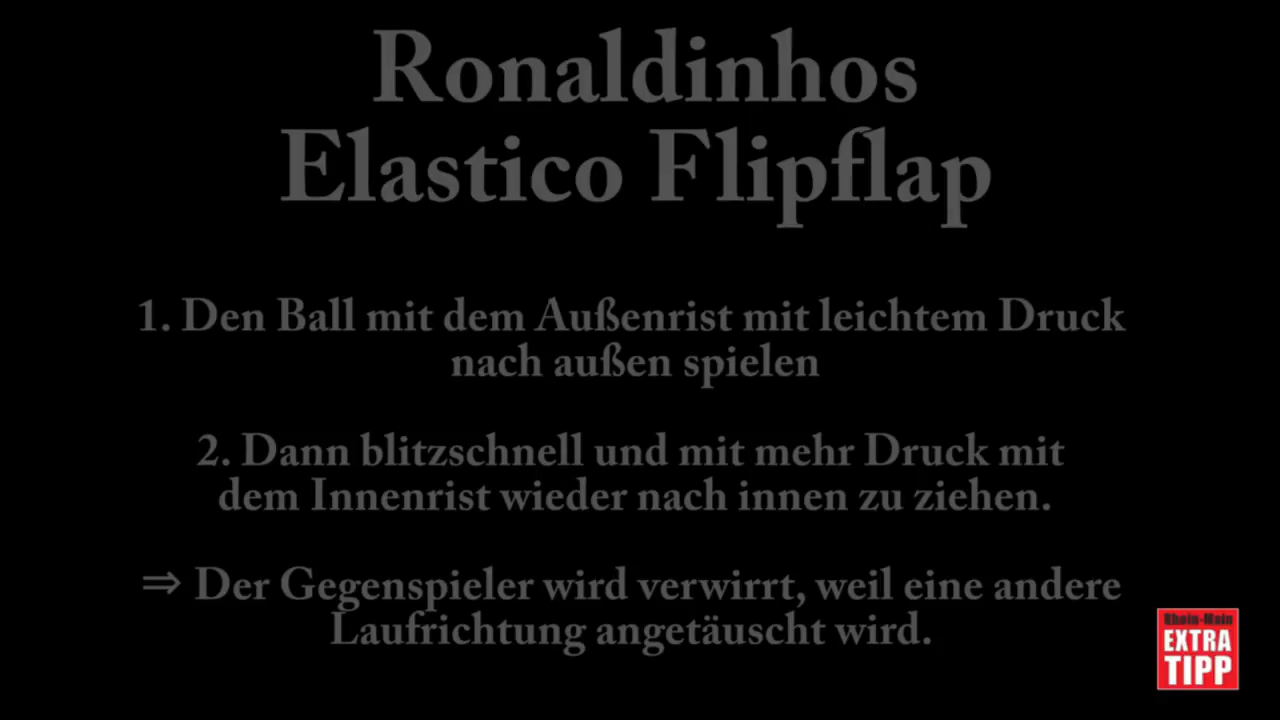 Ronaldinhos
Elastico Flipflap
1. Den Ball mit dem Außenrist mit leichtem Druck
nach außen spielen
2. Dann blitzschnell und mit mehr Druck mit
dem Innenrist wieder nach innen zu ziehen.
⇒ Der Gegenspieler wird verwirrt, weil eine andere
Laufrichtung angetäuscht wird.
Rhein-Main
EXTRA
TIPP